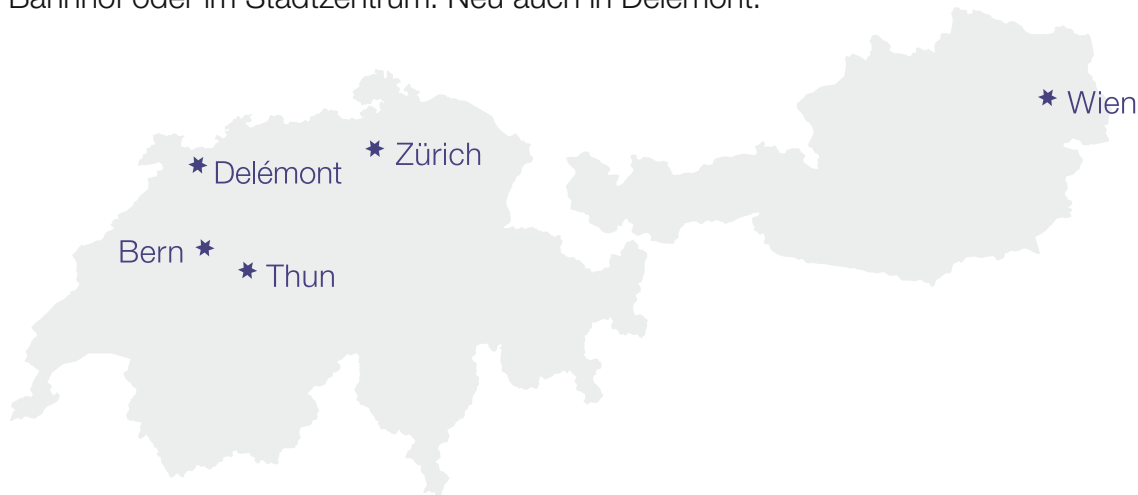 Bahnhof oder im Stadtzentrum. Neu auch in Delémont.
Wien
Zürich
Delémont
Bern
Thun